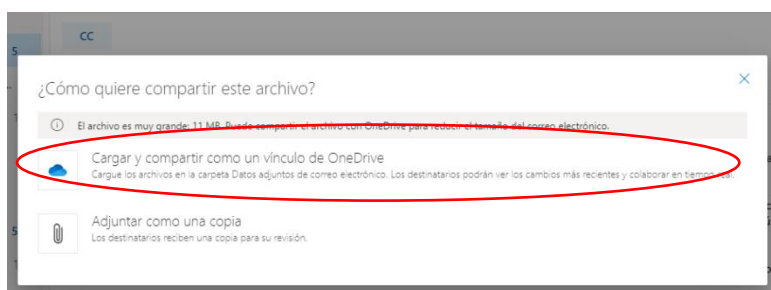 CC
5
¿Cómo quiere compartir este archivo?
El archivo es muy grande: 11 MB. Puede compartir el archivo con OneDrive para reducir el tamaño del correo electrónico.
Cargar y compartir como un vínculo de OneDrive
Cargue los archivos en la carpeta Datos adjuntos de correo electrónico. Los destinatarios podrán ver los cambios más recientes y colaborar en tiempo real.
Adjuntar como una copia
Los destinatarios reciben una copia para su revisión.
5